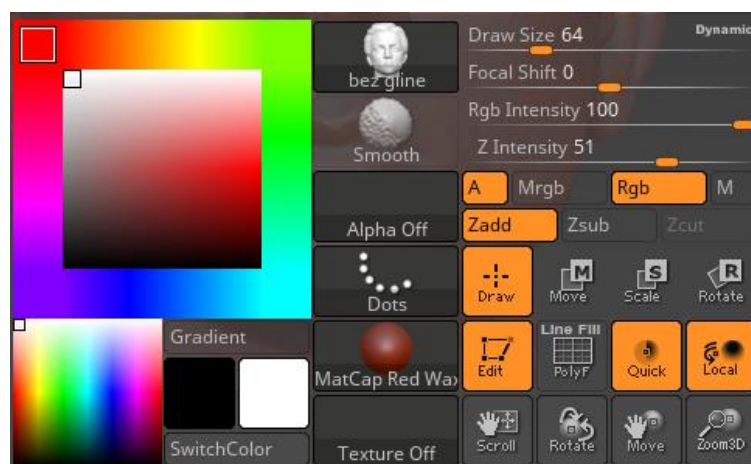 Draw Size 64
Dynamic
bez gline
Focal Shift 0
Rgb Intensity 100
Smooth
Z Intensity 51
A Mrgb Rgb M
Alpha Off
Zadd Zsub Zcut
Dots
Draw
M
Move
S
Scale
R
Rotate
Gradient
MatCap Red Wax
Edit
Line Fill
PolyF
Quick
Local
SwitchColor
Texture Off
Scroll
Rotate
Move
Zoom3D